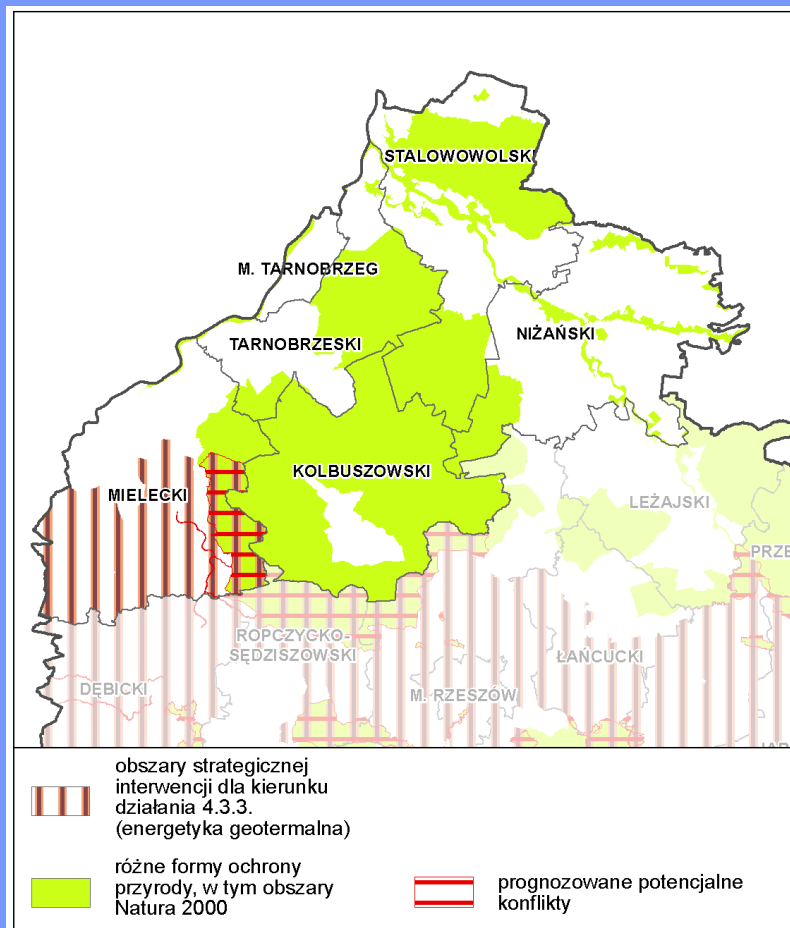 STALOWOWOLSKI
M. TARNOBRZEG
TARNOBRZESKI
NIŻAŃSKI
KOLBUSZOWSKI
MIELECKI
LEŻAJSKI
PRZE
ROPCZYCKO-
SĘDZISZOWSKI
ŁAŃCUCKI
DĘBICKI
M. RZESZÓW
obszary strategicznej
interwencji dla kierunku
działania 4.3.3.
(energetyka geotermalna)
różne formy ochrony
przyrody, w tym obszary
Natura 2000
prognozowane potencjalne
konflikty